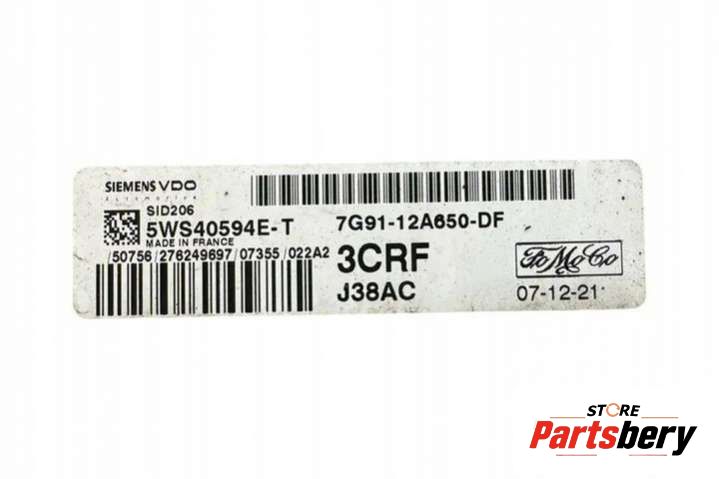 SIEMENS VDO
Automotive
SID206
5WS40594E-T
MADE IN FRANCE
/50756/276249697/07355/022A2
7G91-12A650-DF
3CRF
J38AC
FoMoCo
07-12-21
STORE
Partsbery